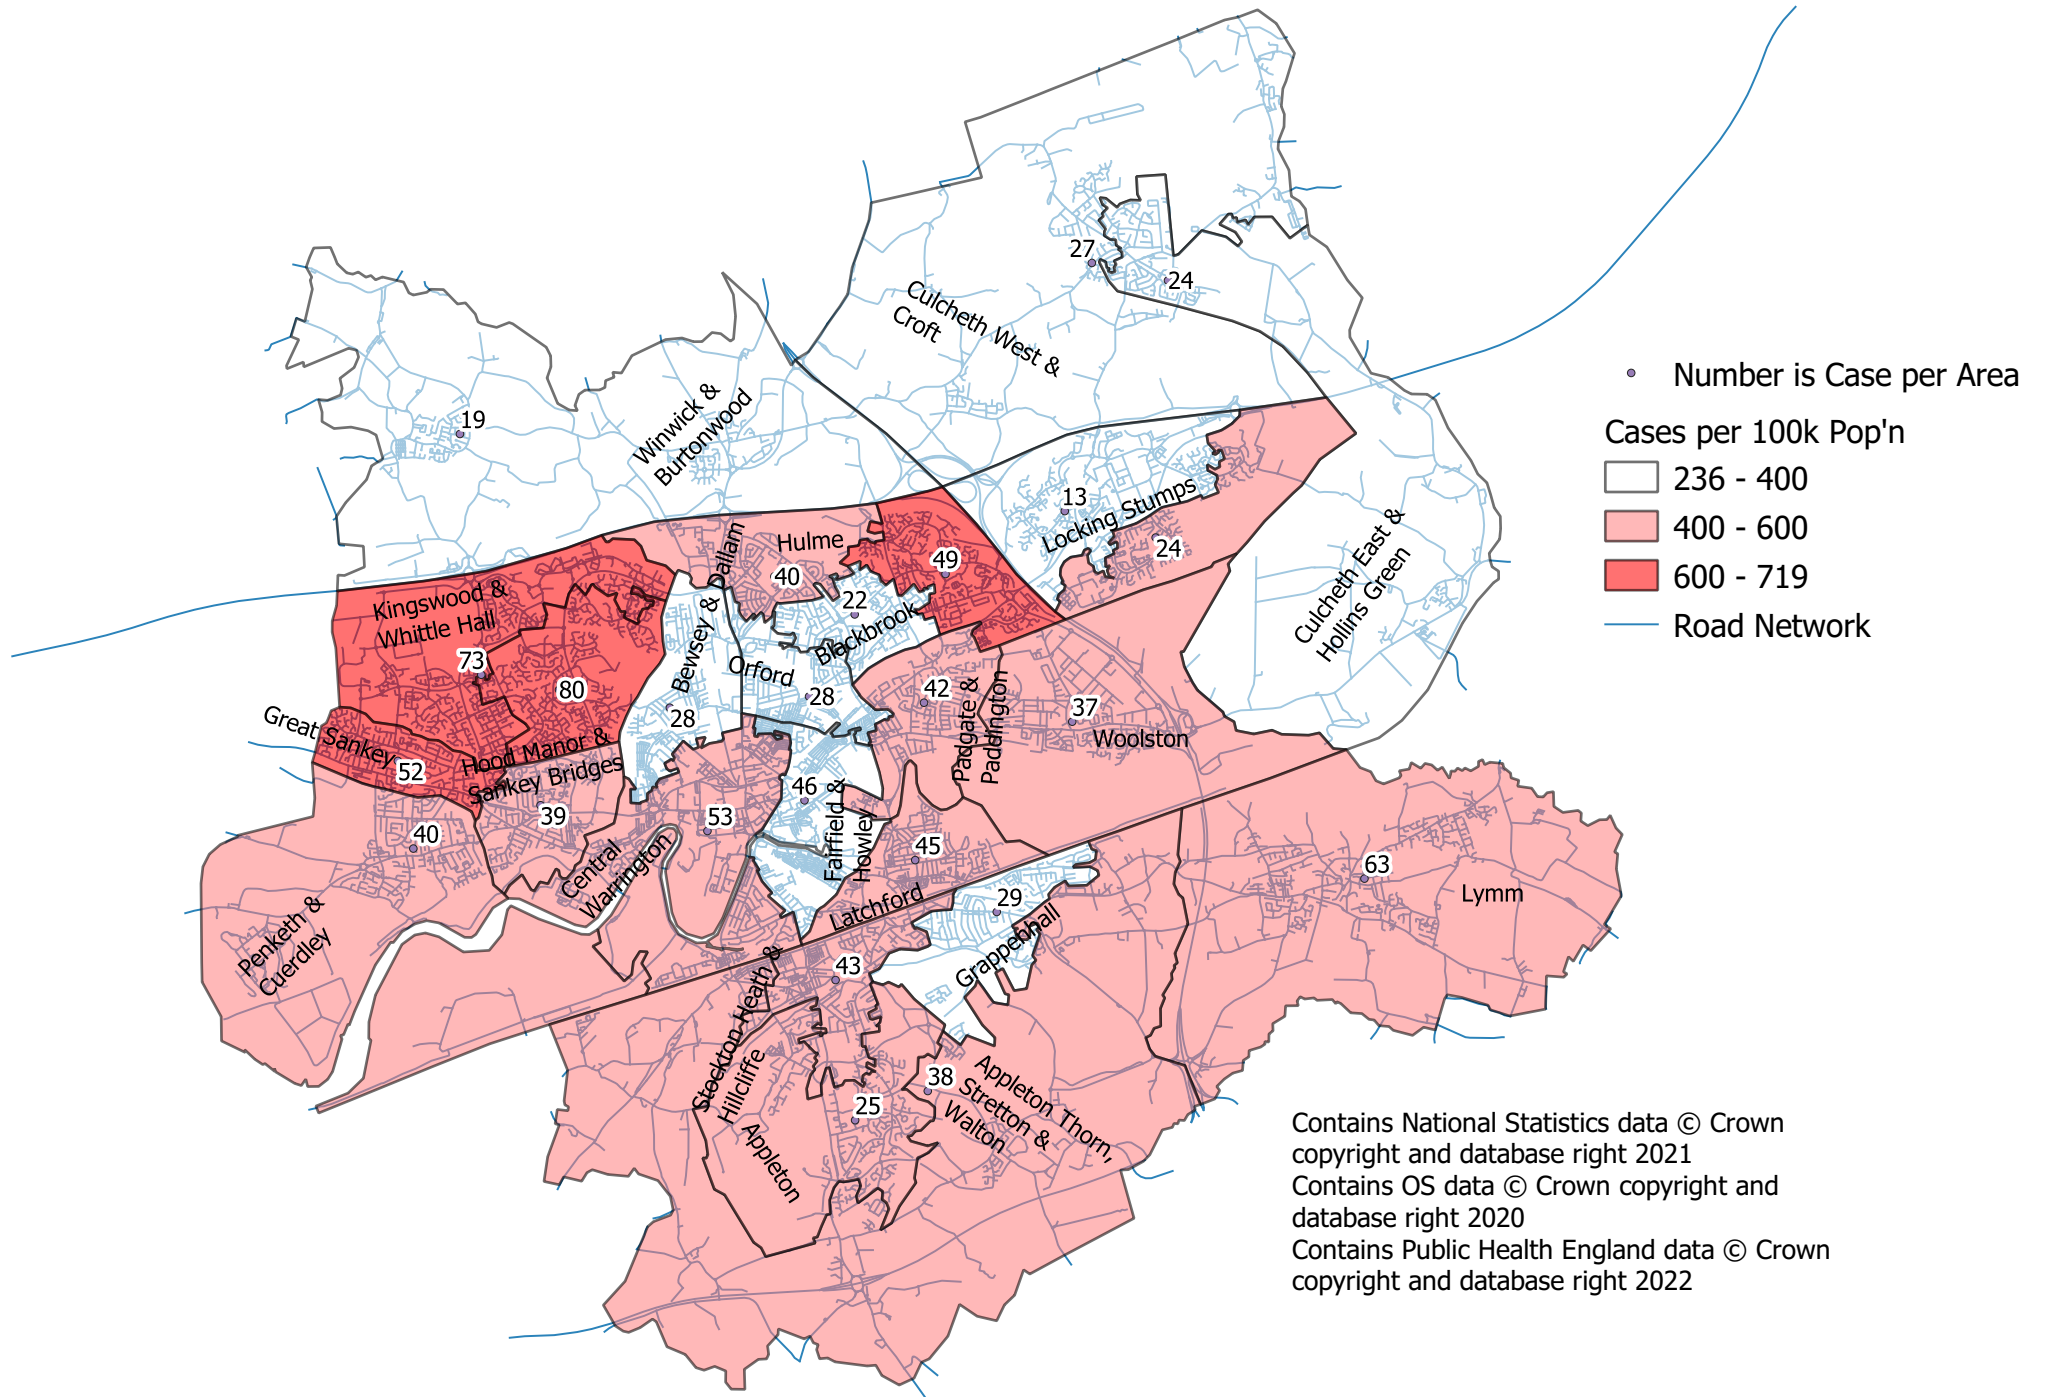 27
24
Culcheth West &
Croft
19
Winwick &
Burtonwood
Number is Case per Area
Cases per 100k Pop'n
236 - 400
400 - 600
600 - 719
Road Network
13
Locking Stumps
24
Culcheth East &
Hollins Green
Hulme
40
49
Kingswood &
Whittle Hall
73
80
Bewsey & Dallam
28
22
Blackbrook
Orford
28
42
Padgate &
Paddington
37
Woolston
Great Sankey
52
Hood Manor &
Sankey Bridges
39
40
Penketh &
Cuerdley
53
Central
Warrington
46
Fairfield &
Howley
45
Latchford
29
Grappenhall
63
Lymm
43
Stockton Heath &
Hillcliffe
25
Appleton
38
Appleton Thorn,
Stretton &
Walton
Contains National Statistics data © Crown
copyright and database right 2021
Contains OS data © Crown copyright and
database right 2020
Contains Public Health England data © Crown
copyright and database right 2022